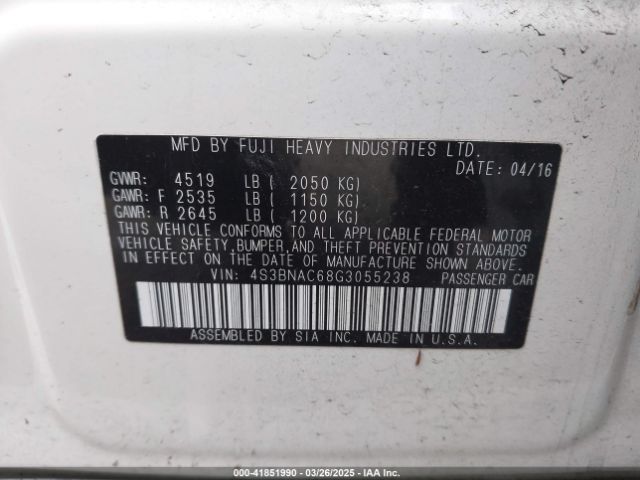 MFD BY FUJI HEAVY INDUSTRIES LTD.
DATE: 04/16
GVWR: 4519 LB ( 2050 KG)
GAWR: F 2535 LB ( 1150 KG)
GAWR: R 2645 LB ( 1200 KG)
THIS VEHICLE CONFORMS TO ALL APPLICABLE FEDERAL MOTOR
VEHICLE SAFETY, BUMPER, AND THEFT PREVENTION STANDARDS
IN EFFECT ON THE DATE OF MANUFACTURE SHOWN ABOVE.
VIN: 4S3BNAC68G3055238 PASSENGER CAR
ASSEMBLED BY SIA INC. MADE IN U.S.A.
000-41851990 - 03/26/2025 - IAA Inc.